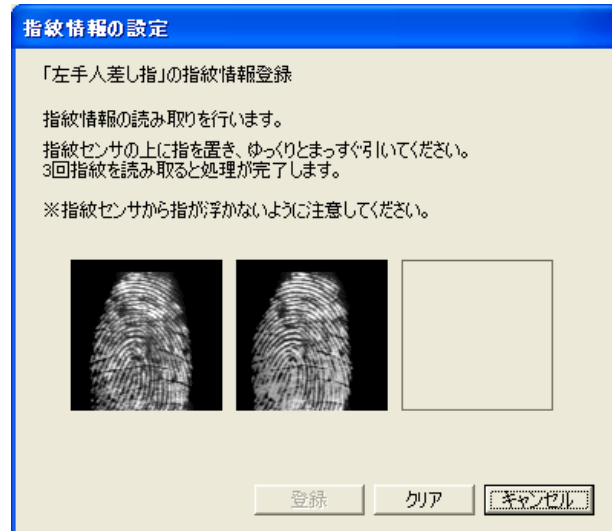 指紋情報の設定
「左手人差し指」の指紋情報登録
指紋情報の読み取りを行います。
指紋センサの上に指を置き、ゆっくりとまっすぐ引いてください。
3回指紋を読み取ると処理が完了します。
※指紋センサから指が浮かないように注意してください。
登録
クリア
キャンセル